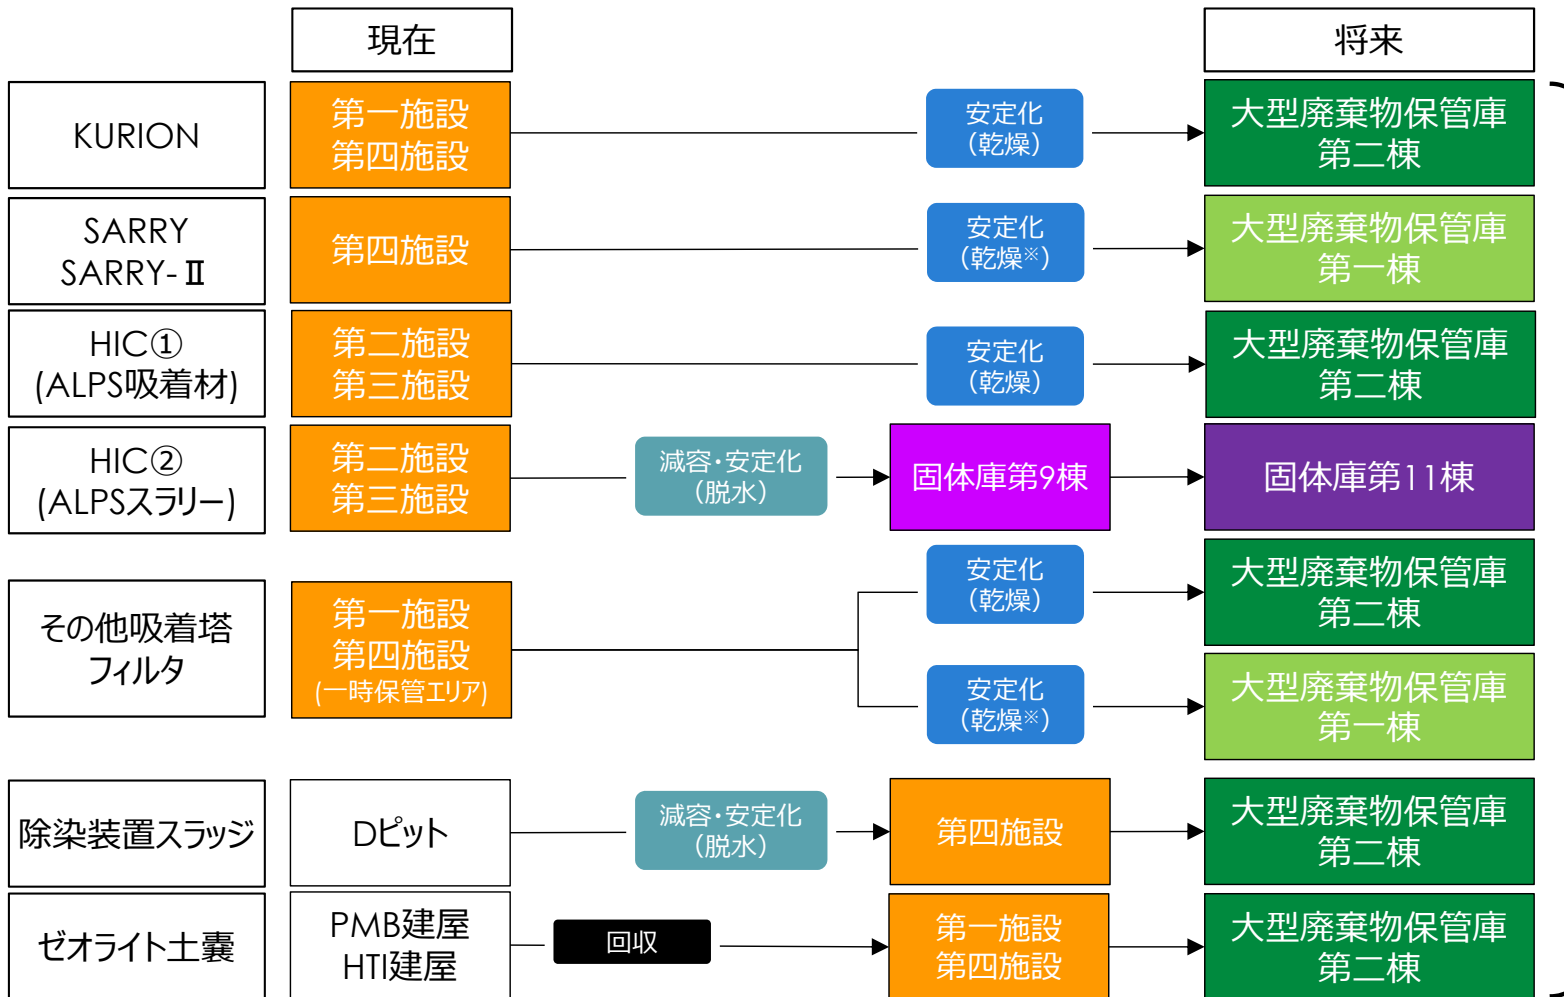 現在
将来
KURION
第一施設
第四施設
安定化
(乾燥)
大型廃棄物保管庫
第二棟
SARRY
SARRY-Ⅱ
第四施設
安定化
(乾燥※)
大型廃棄物保管庫
第一棟
HIC①
(ALPS吸着材)
第二施設
第三施設
安定化
(乾燥)
大型廃棄物保管庫
第二棟
HIC②
(ALPSスラリー)
第二施設
第三施設
減容・安定化
(脱水)
固体庫第9棟
固体庫第11棟
その他吸着塔
フィルタ
第一施設
第四施設
(一時保管エリア)
安定化
(乾燥)
大型廃棄物保管庫
第二棟
安定化
(乾燥※)
大型廃棄物保管庫
第一棟
除染装置スラッジ
Dピット
減容・安定化
(脱水)
第四施設
大型廃棄物保管庫
第二棟
ゼオライト土嚢
PMB建屋
HTI建屋
回収
第一施設
第四施設
大型廃棄物保管庫
第二棟